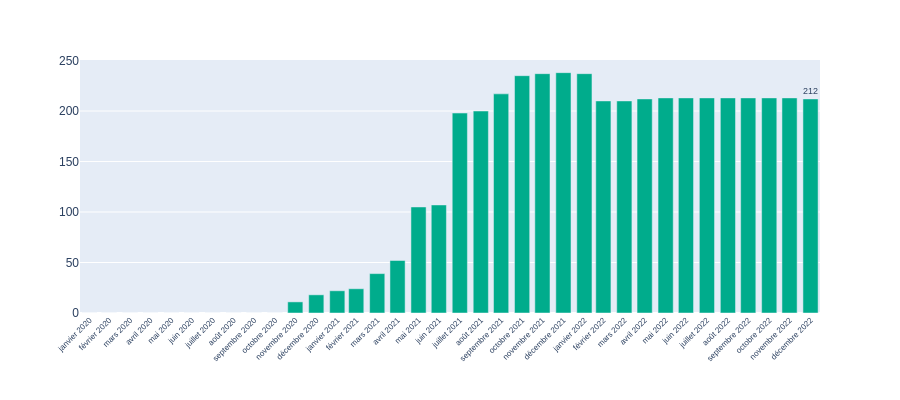 250
200
150
100
50
0
212
janvier 2020
février 2020
mars 2020
avril 2020
mai 2020
juin 2020
juillet 2020
août 2020
septembre 2020
octobre 2020
novembre 2020
décembre 2020
janvier 2021
février 2021
mars 2021
avril 2021
mai 2021
juin 2021
juillet 2021
août 2021
septembre 2021
octobre 2021
novembre 2021
décembre 2021
janvier 2022
février 2022
mars 2022
avril 2022
mai 2022
juin 2022
juillet 2022
août 2022
septembre 2022
octobre 2022
novembre 2022
décembre 2022